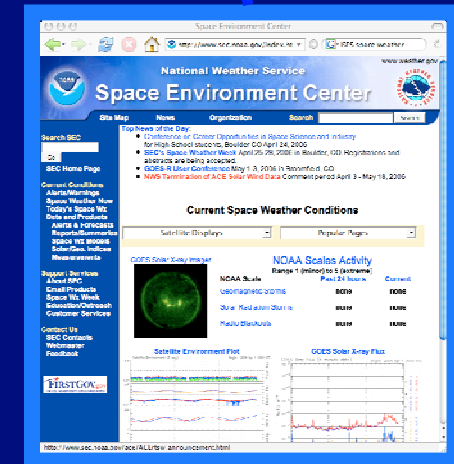 Space Environment Center
http://www.sec.noaa.gov/index.ht
GOES space weather
www.weather.gov
NOAA
National Weather Service
Space Environment Center
Site Map News Organization Search Search
Search SEC
Go
SEC Home Page
Current Conditions
Alerts/Warnings
Space Weather Now
Today's Space Wx
Data and Products
Alerts & Forecasts
Reports/Summaries
Space Wx Models
Solar/Geo. Indices
Measurements
Support Services
About SEC
Email Products
Space Wx Week
Education/Outreach
Customer Services
Contact Us
SEC Contacts
Webmaster
Feedback
FIRSTGOV
Top News of the Day:
Conference on Career Opportunities in Space Science and Industry
for High School students, Boulder CO April 24, 2006
SEC's Space Weather Week April 25-28, 2006 in Boulder, CO Registrations and
abstracts are being accepted.
GOES-R User Conference May 1-3, 2006 in Broomfield, CO
NWS Termination of ACE Solar Wind Data Comment period April 3 - May 18, 2006
Current Space Weather Conditions
Satellite Displays
Popular Pages
GOES Solar X-ray Imager
NOAA Scales Activity
Range 1 (minor) to 5 (extreme)
NOAA Scale Past 24 hours Current
Geomagnetic Storms none none
Solar Radiation Storms none none
Radio Blackouts none none
Satellite Environment Plot
GOES Solar X-ray Flux